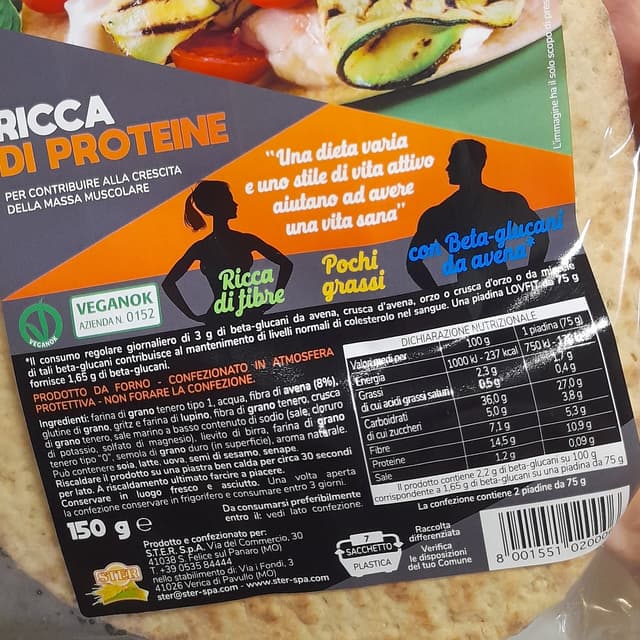 RICCA
DI PROTEINE
PER CONTRIBUIRE ALLA CRESCITA
DELLA MASSA MUSCOLARE
"Una dieta varia
e uno stile di vita attivo
aiutano ad avere
una vita sana"
L'immagine ha il solo scopo di
Ricca
di fibre
Pochi
grassi
con Beta-glucani
da avena*
VEGANOK
VEGANOK
AZIENDA N. 0152
*Il consumo regolare giornaliero di 3 g di beta-glucani da avena, crusca d'avena, orzo o crusca d'orzo o da
di tali beta-glucani contribuisce al mantenimento di livelli normali di colesterolo nel sangue. Una piadina LOVFIT da 75 g
fornisce 1,65 g di beta-glucani.
PRODOTTO DA FORNO - CONFEZIONATO IN ATMOSFERA
PROTETTIVA - NON FORARE LA CONFEZIONE.
Ingredienti: farina di grano tenero tipo 1, acqua, fibra di avena (8%),
glutine di grano, gritz e farina di lupino, fibra di grano tenero, crusca
di grano tenero, sale marino a basso contenuto di sodio (sale, cloruro
di potassio, solfato di magnesio), lievito di birra, farina di grano
tenero tipo "0", semola di grano duro (in superficie), aroma naturale.
Può contenere soia, latte, uova, semi di sesamo, senape.
Riscaldare il prodotto su una piastra ben calda per circa 30 secondi
per lato. A riscaldamento ultimato farcire a piacere.
Conservare in luogo fresco e asciutto. Una volta aperta
la confezione conservare in frigorifero e consumare entro 3 giorni.
150 g e
Da consumarsi preferibilmente
entro il: vedi lato confezione.
DICHIARAZIONE NUTRIZIONALE
Valori medi per 100 g 1 piadina (75 g)
Energia 1000 kJ - 237 kcal 750 kJ -
Grassi 2,3 g 1,7 g
di cui acidi grassi saturi 0,5 g 0,4 g
Carboidrati 36,0 g 27,0 g
di cui zuccheri 5,0 g 3,8 g
Fibre 7,1 g 5,3 g
Proteine 14,5 g 10,9 g
Sale 1,2 g 0,09 g
Il prodotto contiene 2,2 g di beta-glucani su 100 g
corrispondente a 1,65 g di beta-glucani su una piadina da 75 g
La confezione contiene 2 piadine da 75 g
STER
Prodotto e confezionato per:
S.T.E.R. S.p.A. Via del Commercio, 30
41038 S. Felice sul Panaro (MO)
T. +39 0535 84444
nello stabilimento di: Via i Fondi, 3
41026 Verica di Pavullo (MO)
ster@ster-spa.com - www.ster-spa.com
7
SACCHETTO
PLASTICA
Raccolta
differenziata
Verifica
le disposizioni
del tuo Comune
8 001551 02000